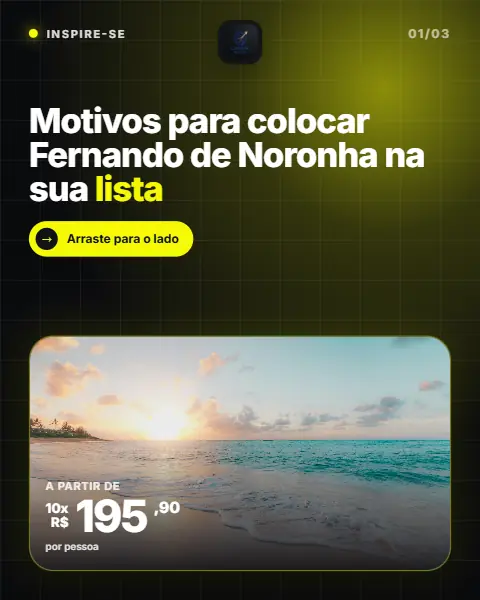 INSPIRE-SE
01/03
Motivos para colocar
Fernando de Noronha na
sua lista
→ Arraste para o lado
A PARTIR DE
10x
R$ 195 ,90
por pessoa